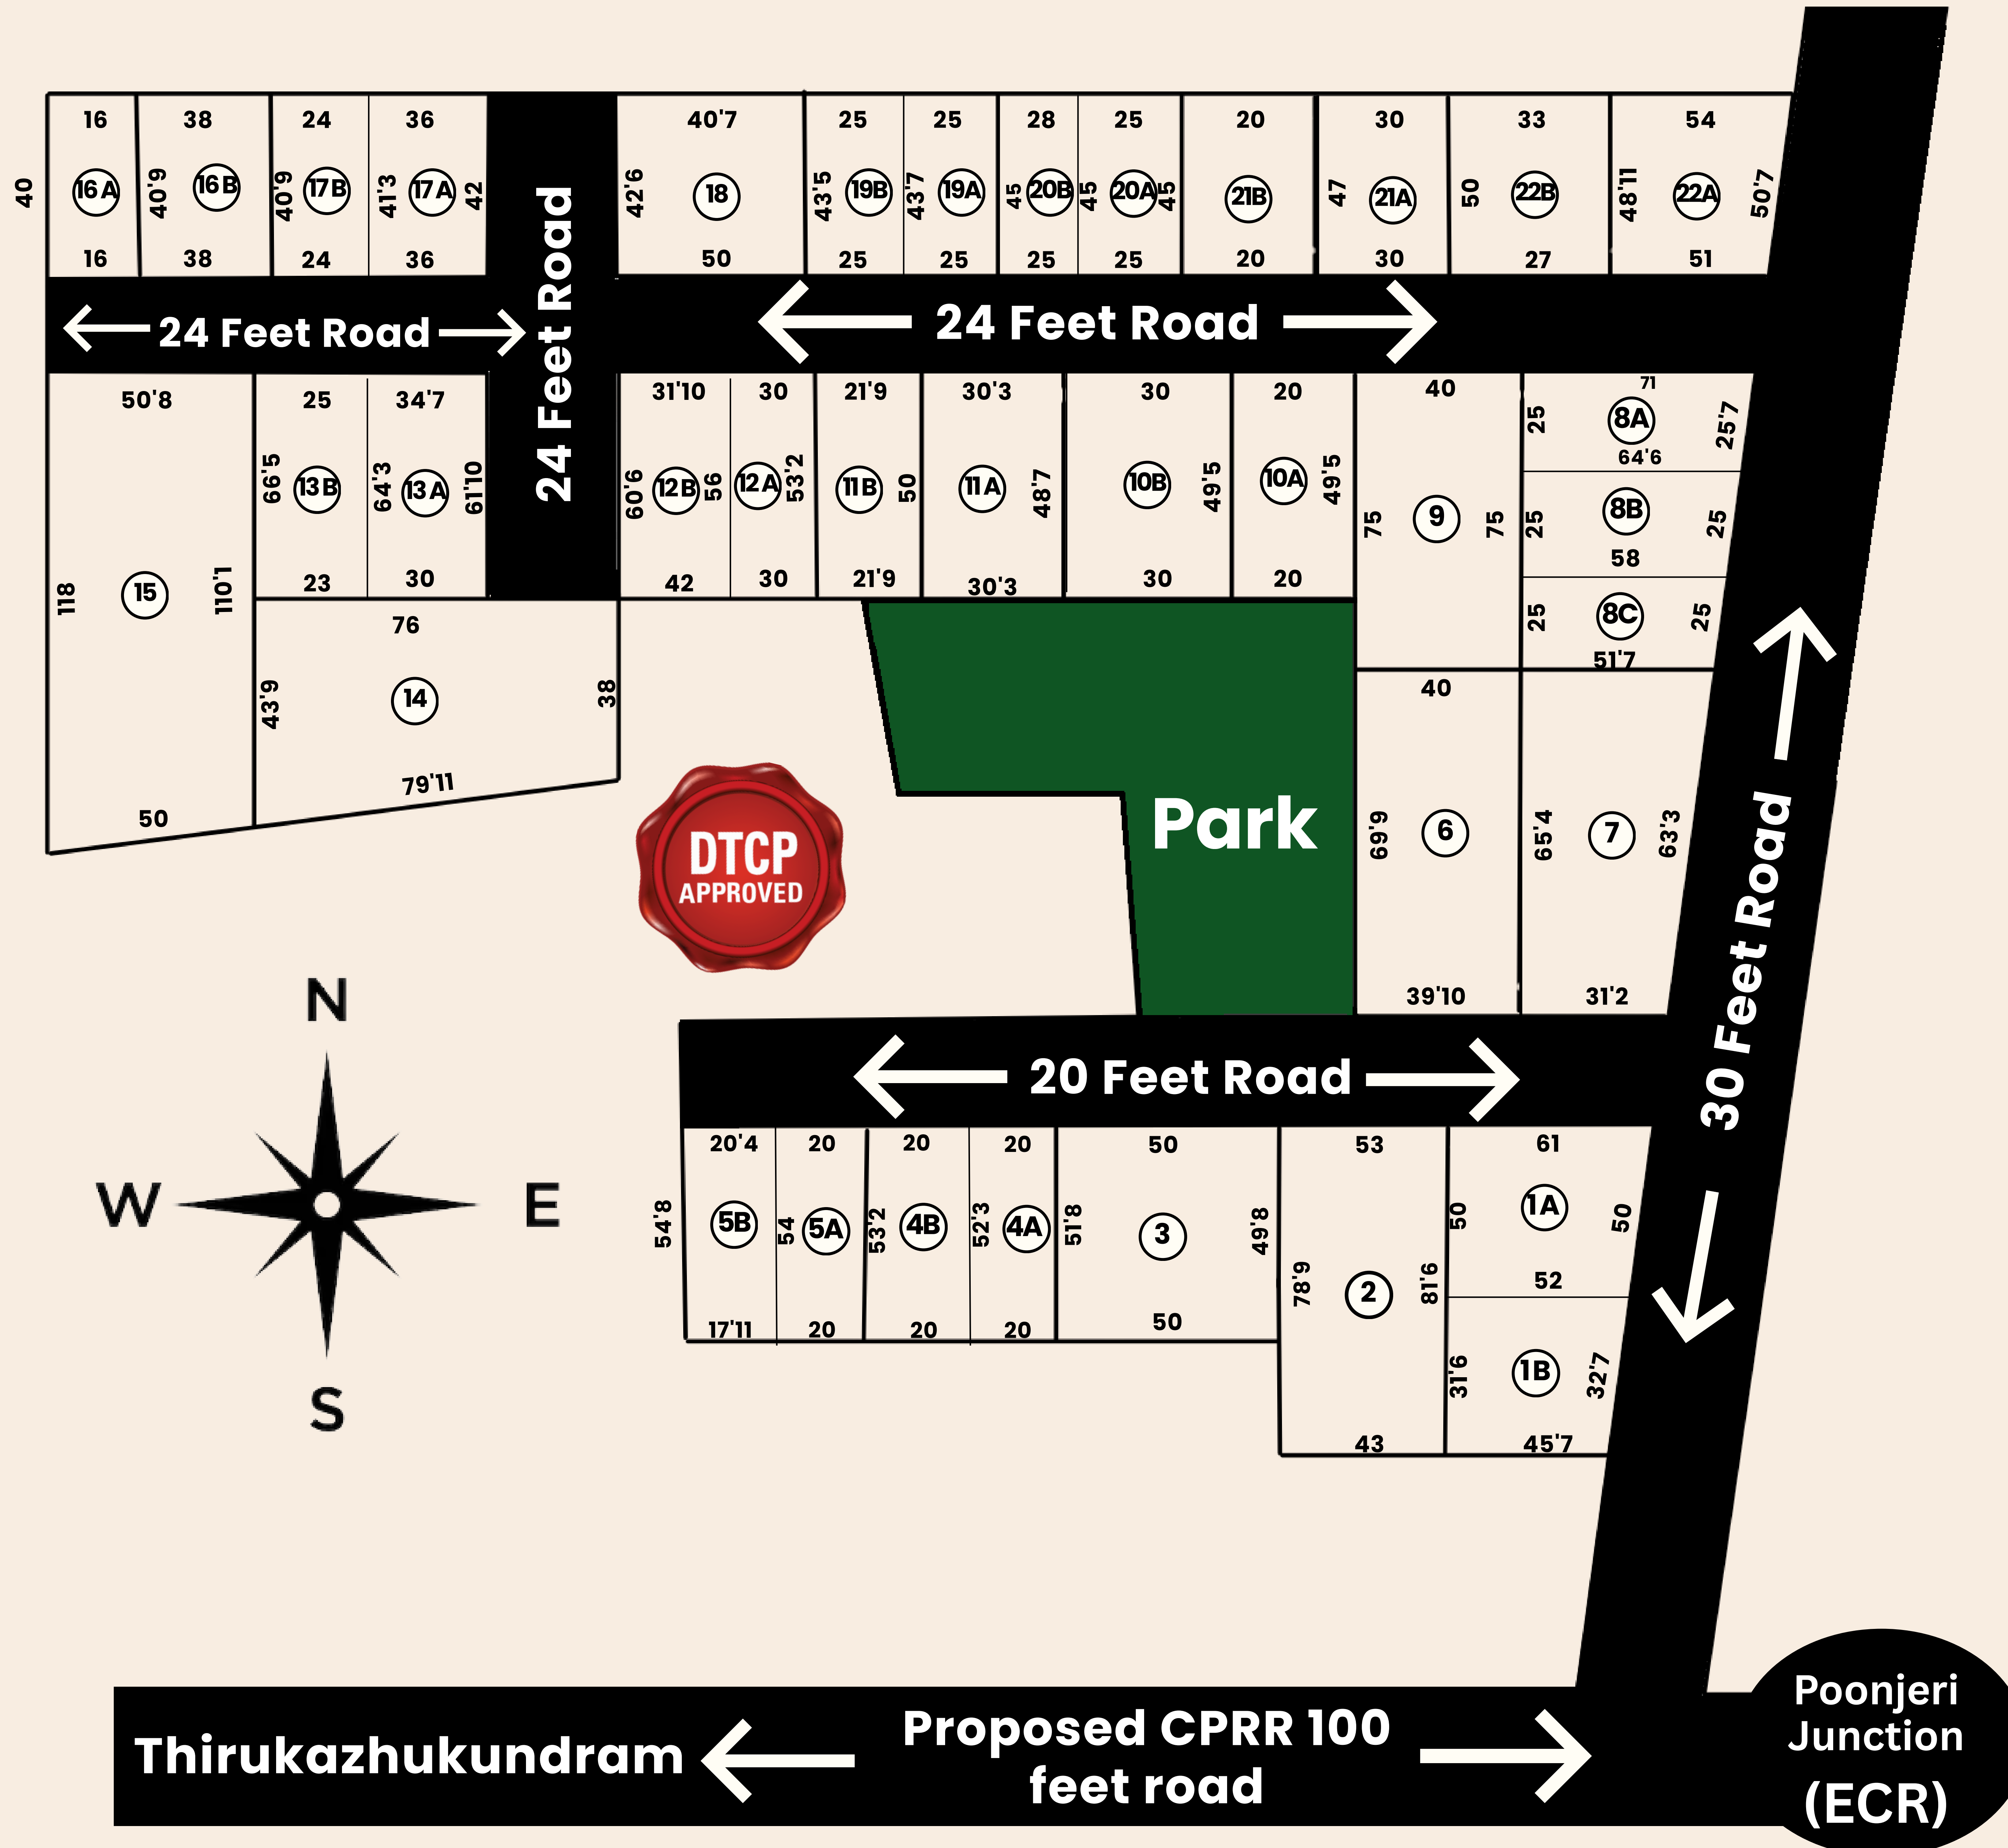 16 38 24 36 40'7 25 25 28 25 20 30 33 54
40 16 A 40'9 16 B 40'9 17B 41'3 17 A 42 42'6 18 43'5 19B 43'7 19A 45 20B 45 20A 45 21B 47 21A 50 22B 48'11 22A 50'7
16 38 24 36 50 25 25 25 25 20 30 27 51
24 Feet Road
24 Feet Road
24 Feet Road
50'8 25 34'7 31'10 30 21'9 30'3 30 20 40 71
25 8A 25'7
64'6
66'5 13 B 64'3 13 A 61'10 60'6 12 B 56 12 A 53'2 11 B 50 11 A 48'7 10B 49'5 10A 49'5
75 9 75 25 8B 25
58
118 15 110'1
23 30 42 30 21'9 30'3 30 20
25 8C 25
51'7
76
43'9 14 38
79'11
50
40
69'9 6 65'4 7 63'3
39'10 31'2
DTCP
APPROVED
Park
30 Feet Road
N
W E
S
20 Feet Road
20'4 20 20 20 50 53 61
54'8 5B 54 5A 53'2 4B 52'3 4A 51'8 3 49'8
50 1A 50
52
78'9 2 81'6
17'11 20 20 20 50
31'6 1B 32'7
43 45'7
Thirukazhukundram
Proposed CPRR 100
feet road
Poonjeri
Junction
(ECR)